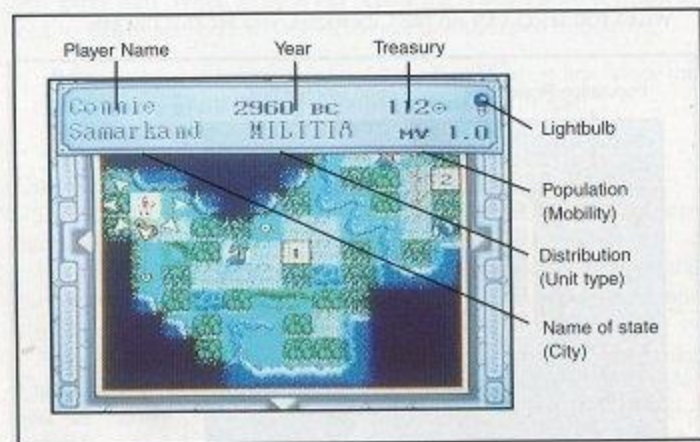 Player Name Year Treasury
Connie 2960 BC 112
Samarkand MILITIA MV 1.0
2
1
Lightbulb
Population
(Mobility)
Distribution
(Unit type)
Name of state
(City)